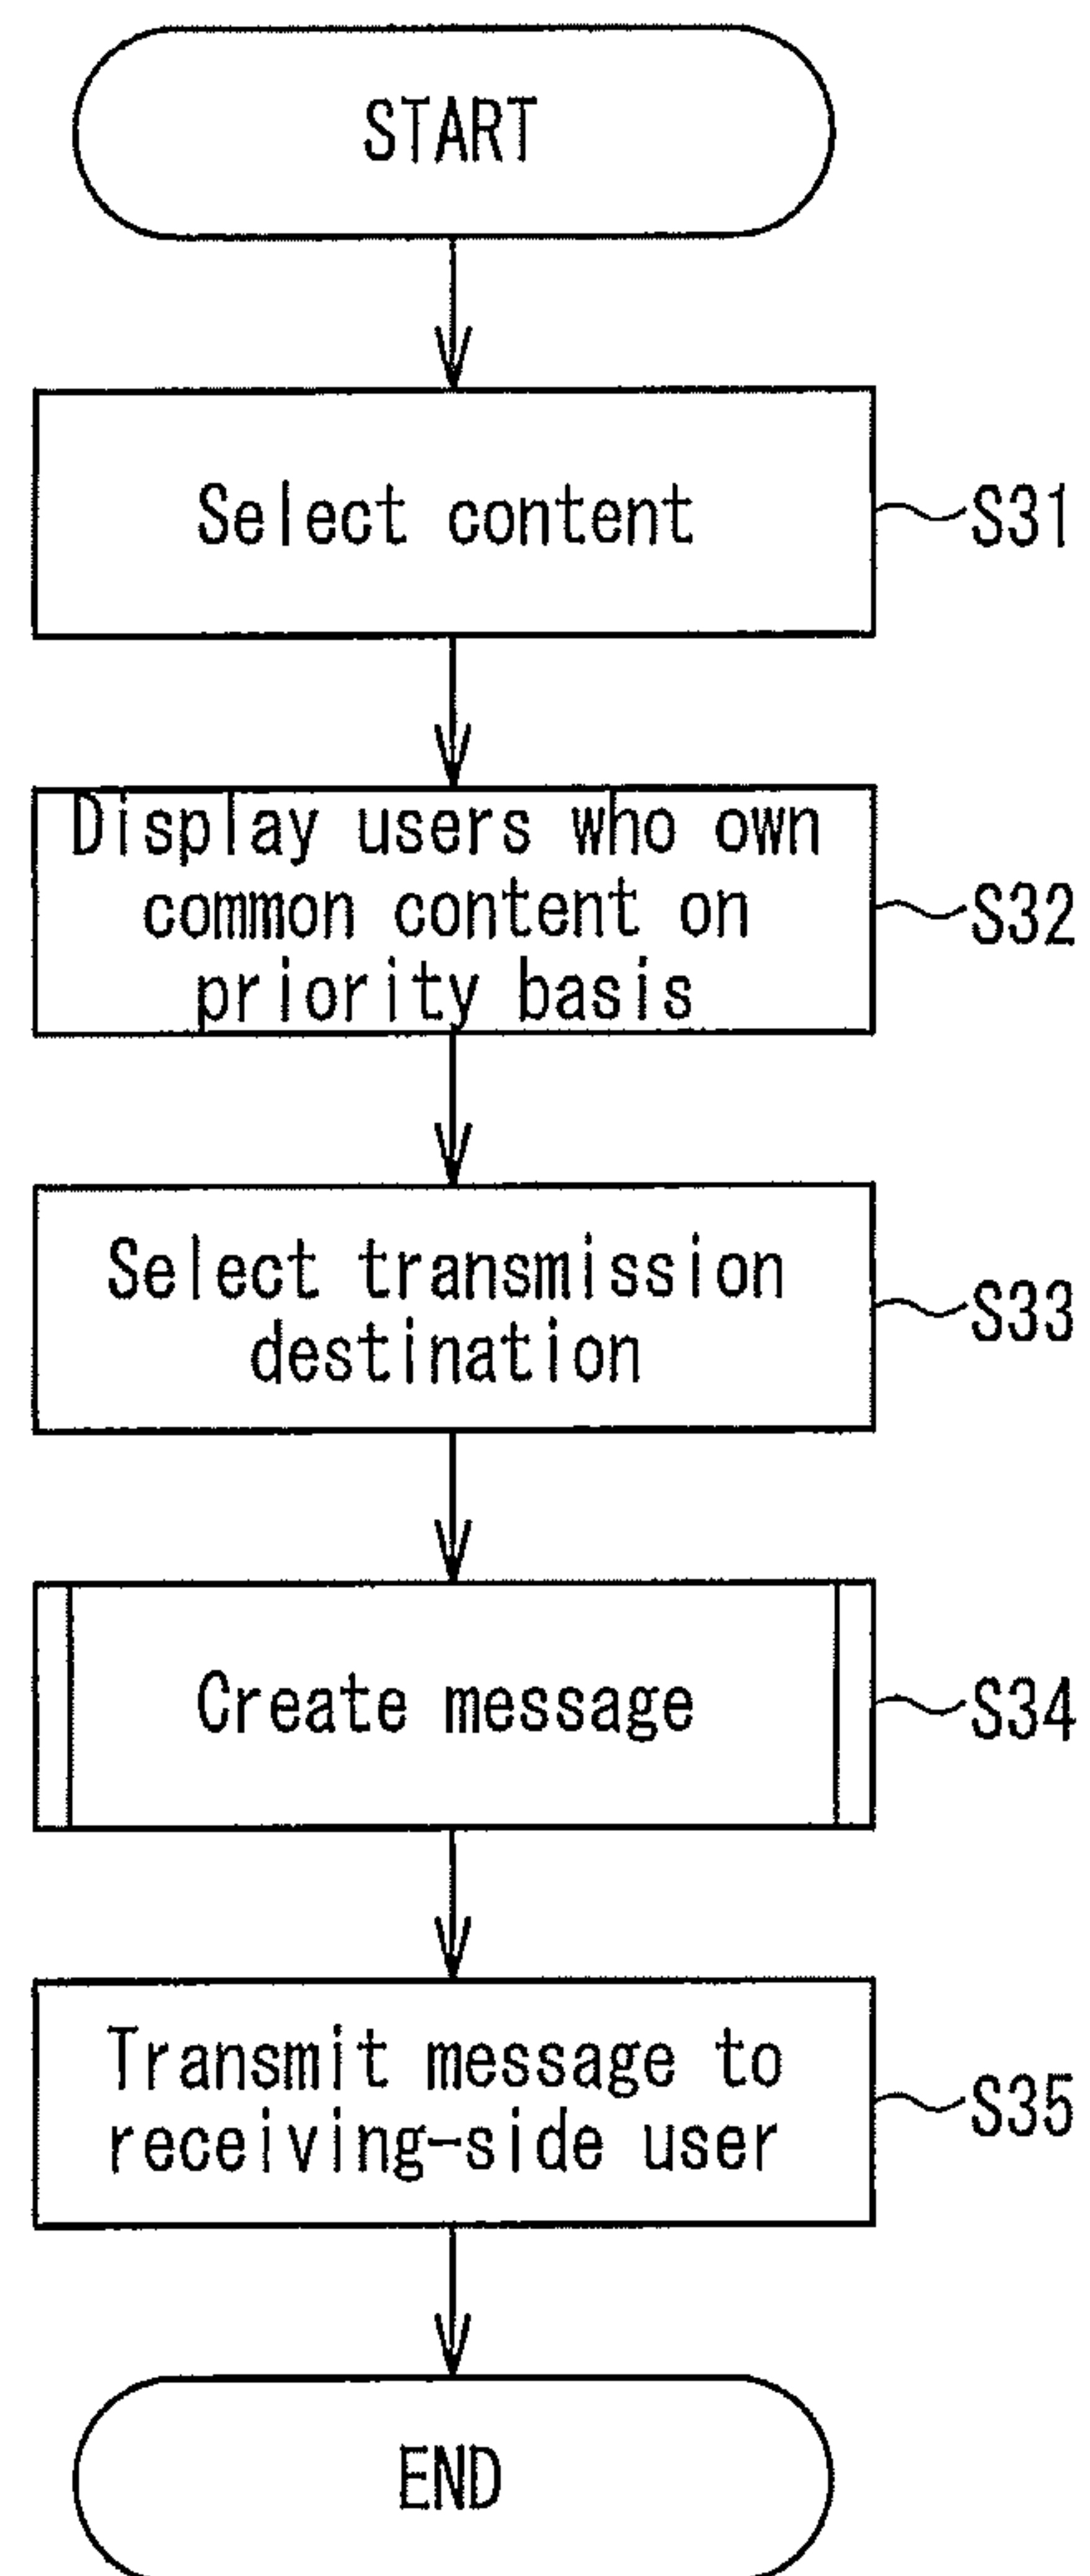 START
Select content
S31
Display users who own
common content on
priority basis
S32
Select transmission
destination
S33
Create message
S34
Transmit message to
receiving-side user
S35
END